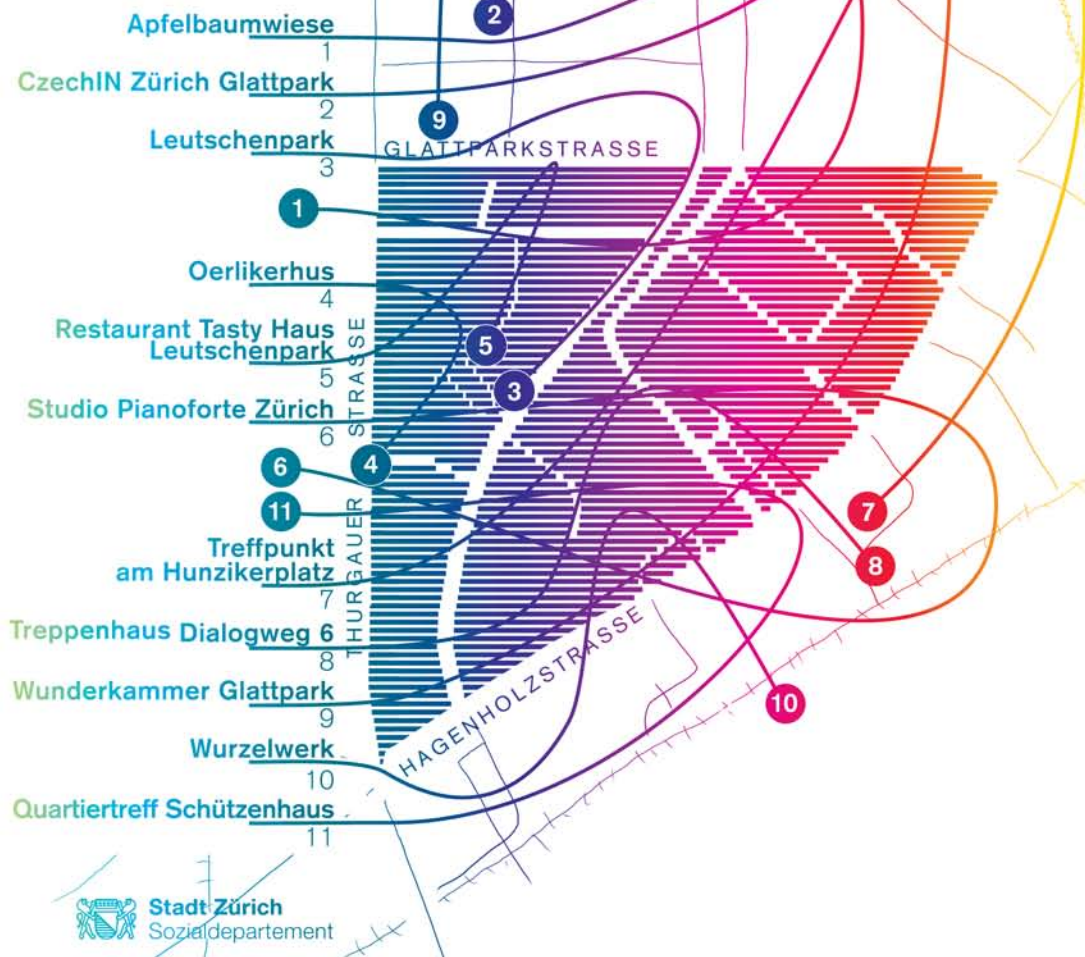 Apfelbaumwiese
1
2
CzechIN Zürich Glattpark
2
9
Leutschenpark
3
GLATTPARKSTRASSE
1
Oerlikerhus
4
Restaurant Tasty Haus
Leutschenpark
5
5
3
Studio Pianoforte Zürich
6
4
6
11
7
8
THURGAUER STRASSE
Treffpunkt
am Hunzikerplatz
7
Treppenhaus Dialogweg 6
8
Wunderkammer Glattpark
9
10
HAGENHOLZSTRASSE
Wurzelwerk
10
Quartiertreff Schützenhaus
11
Stadt Zürich
Sozialdepartement